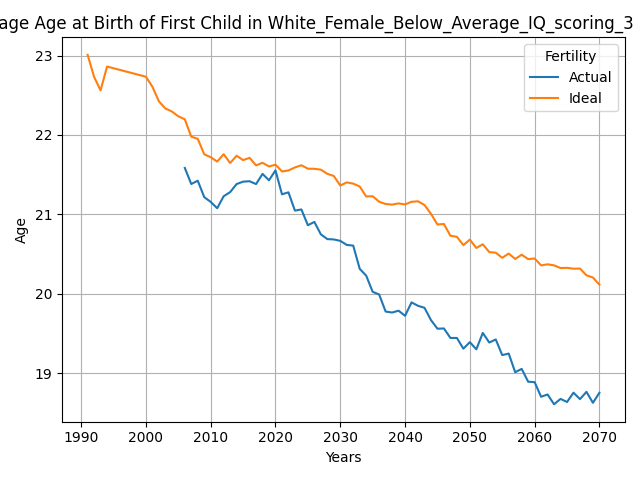 age Age at Birth of First Child in White_Female_Below_Average_IQ_scoring_3
Fertility
Actual
Ideal
23
22
21
20
19
Age
1990 2000 2010 2020 2030 2040 2050 2060 2070
Years